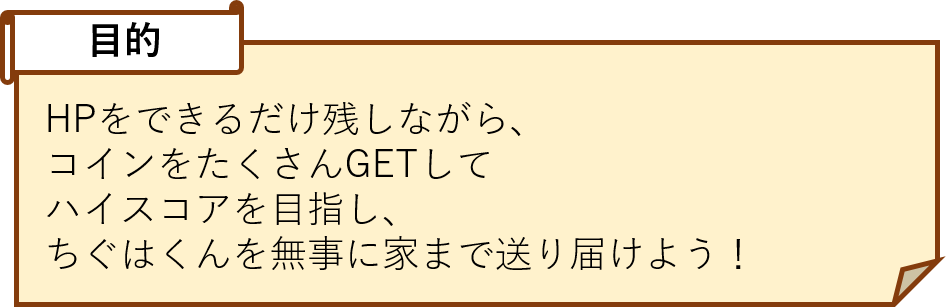 目的
HPをできるだけ残しながら、
コインをたくさんGETして
ハイスコアを目指し、
ちぐはくんを無事に家まで送り届けよう！